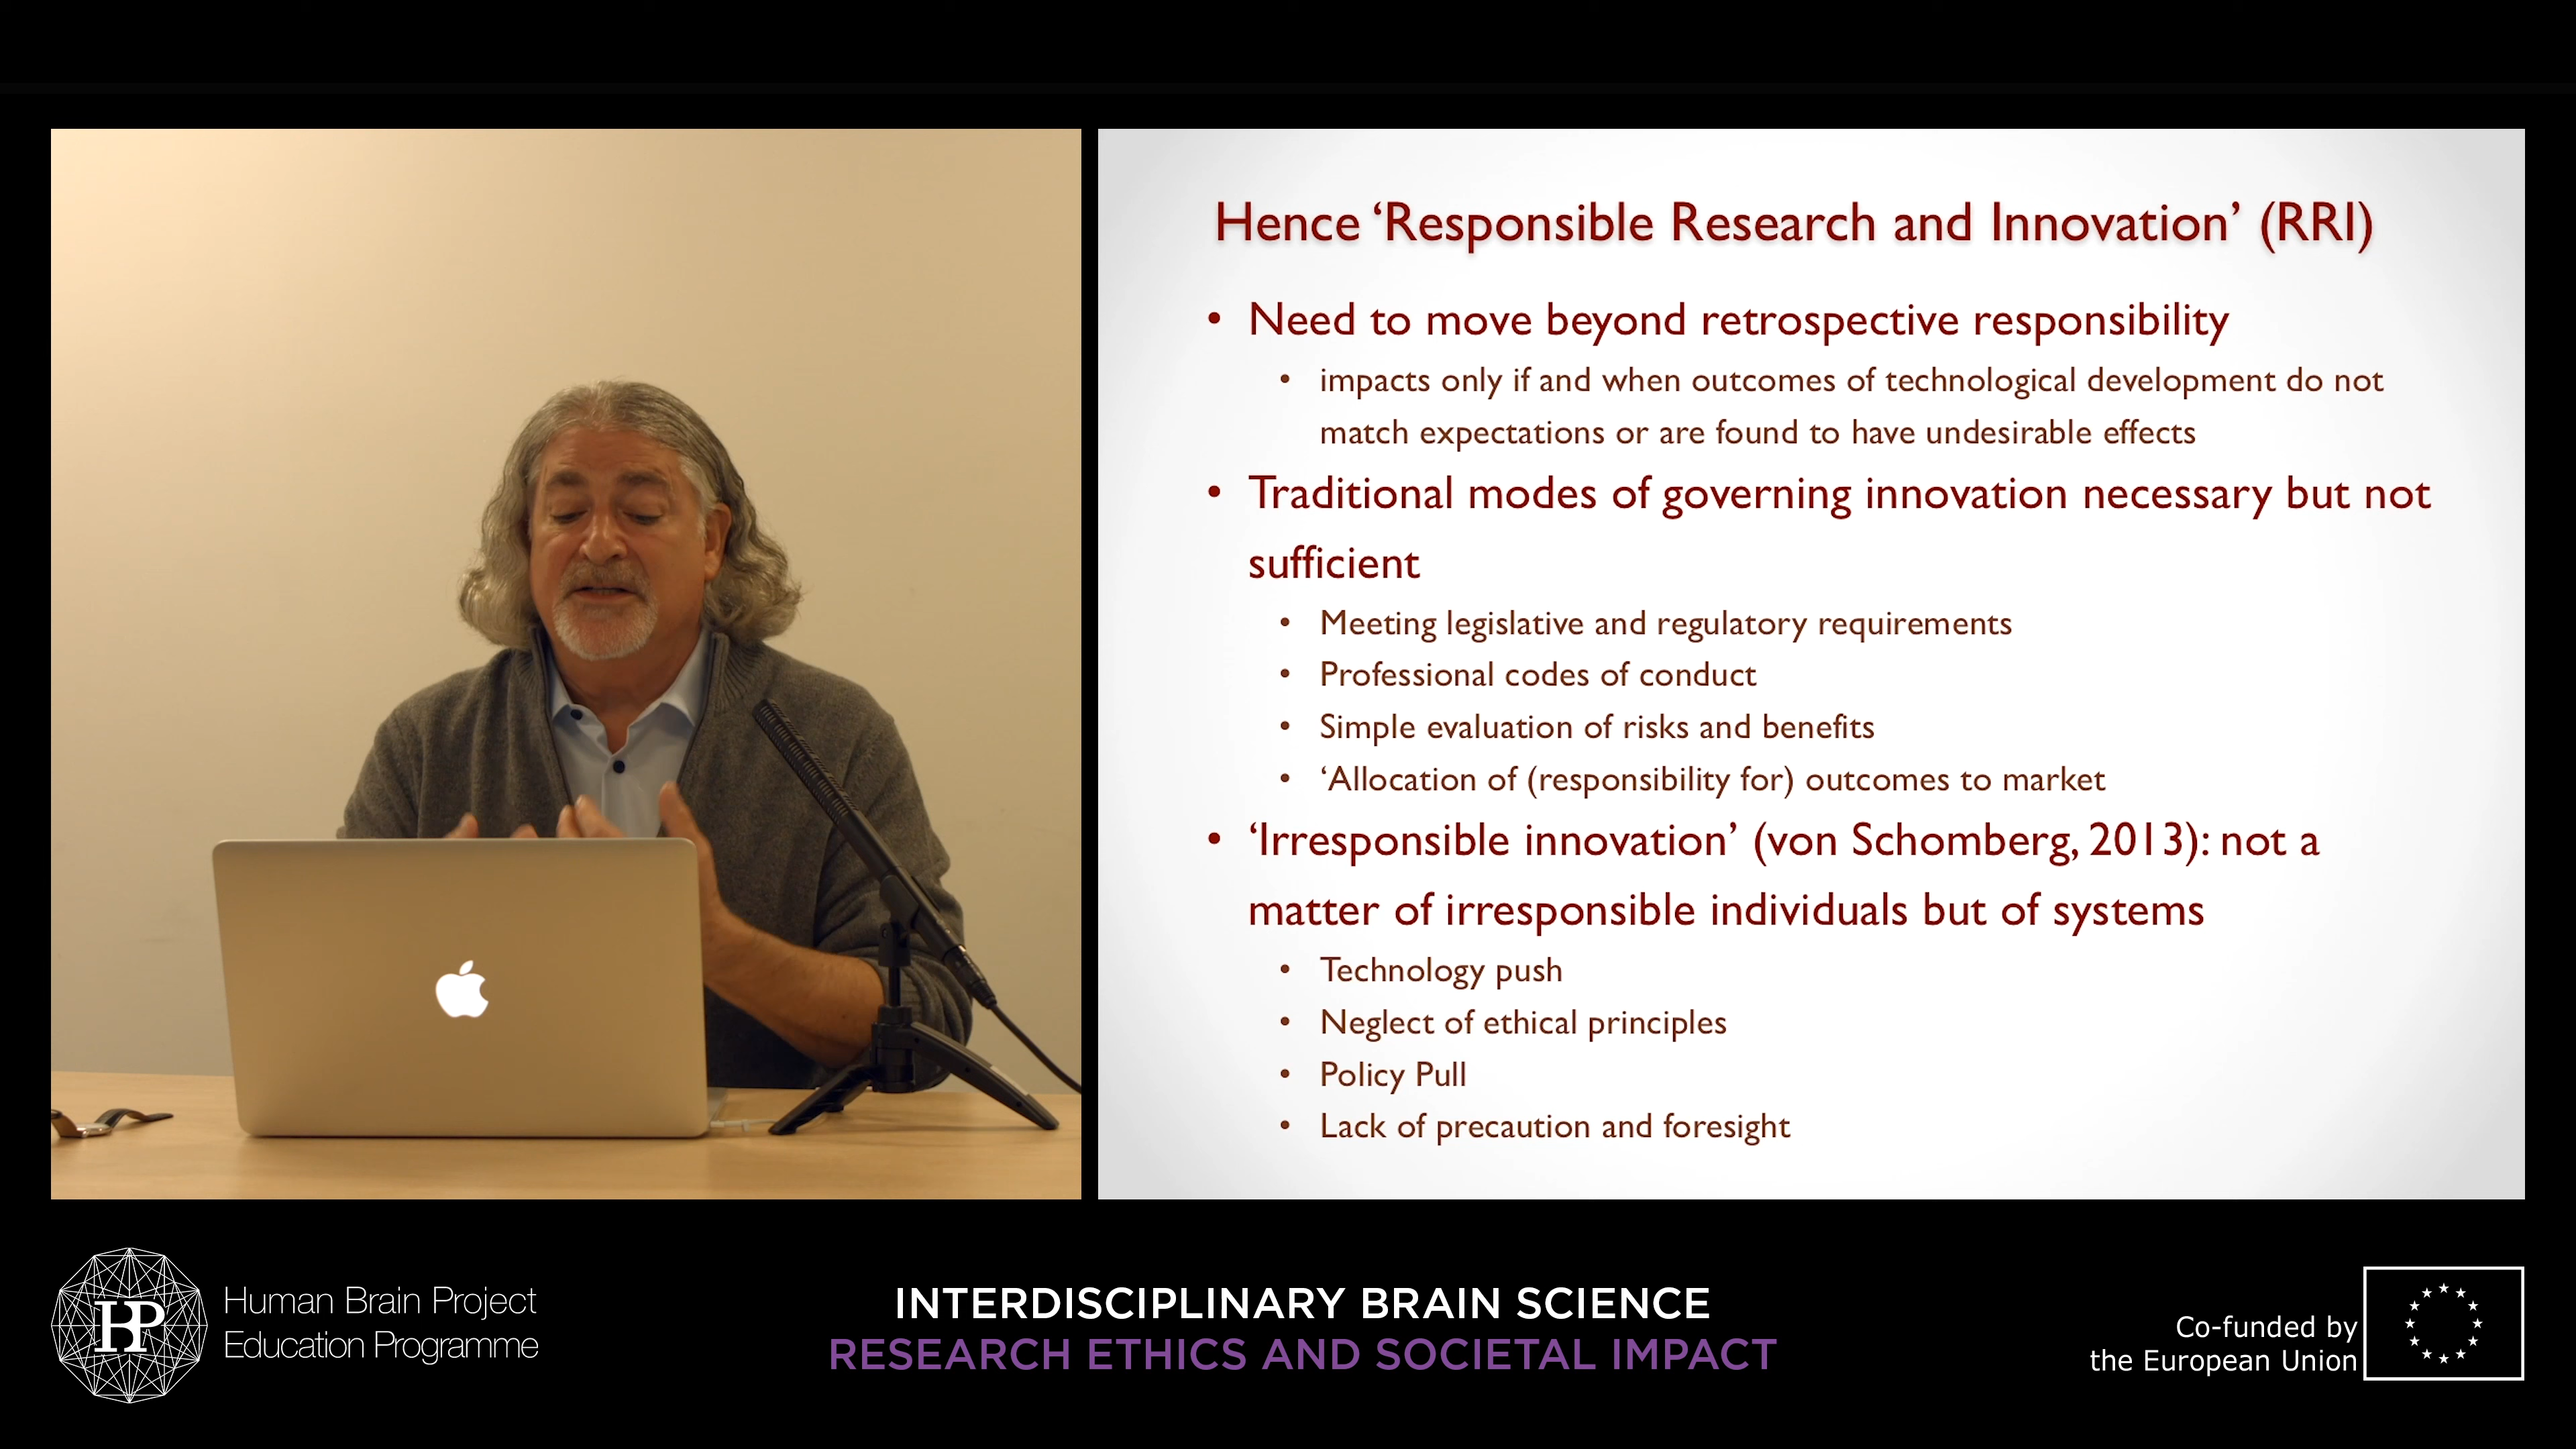 Hence ‘Responsible Research and Innovation’ (RRI)
• Need to move beyond retrospective responsibility
• impacts only if and when outcomes of technological development do not
match expectations or are found to have undesirable effects
• Traditional modes of governing innovation necessary but not
sufficient
• Meeting legislative and regulatory requirements
• Professional codes of conduct
• Simple evaluation of risks and benefits
• ‘Allocation of (responsibility for) outcomes to market
• ‘Irresponsible innovation’ (von Schomberg, 2013): not a
matter of irresponsible individuals but of systems
• Technology push
• Neglect of ethical principles
• Policy Pull
• Lack of precaution and foresight
HBP
Human Brain Project
Education Programme
INTERDISCIPLINARY BRAIN SCIENCE
RESEARCH ETHICS AND SOCIETAL IMPACT
Co-funded by
the European Union